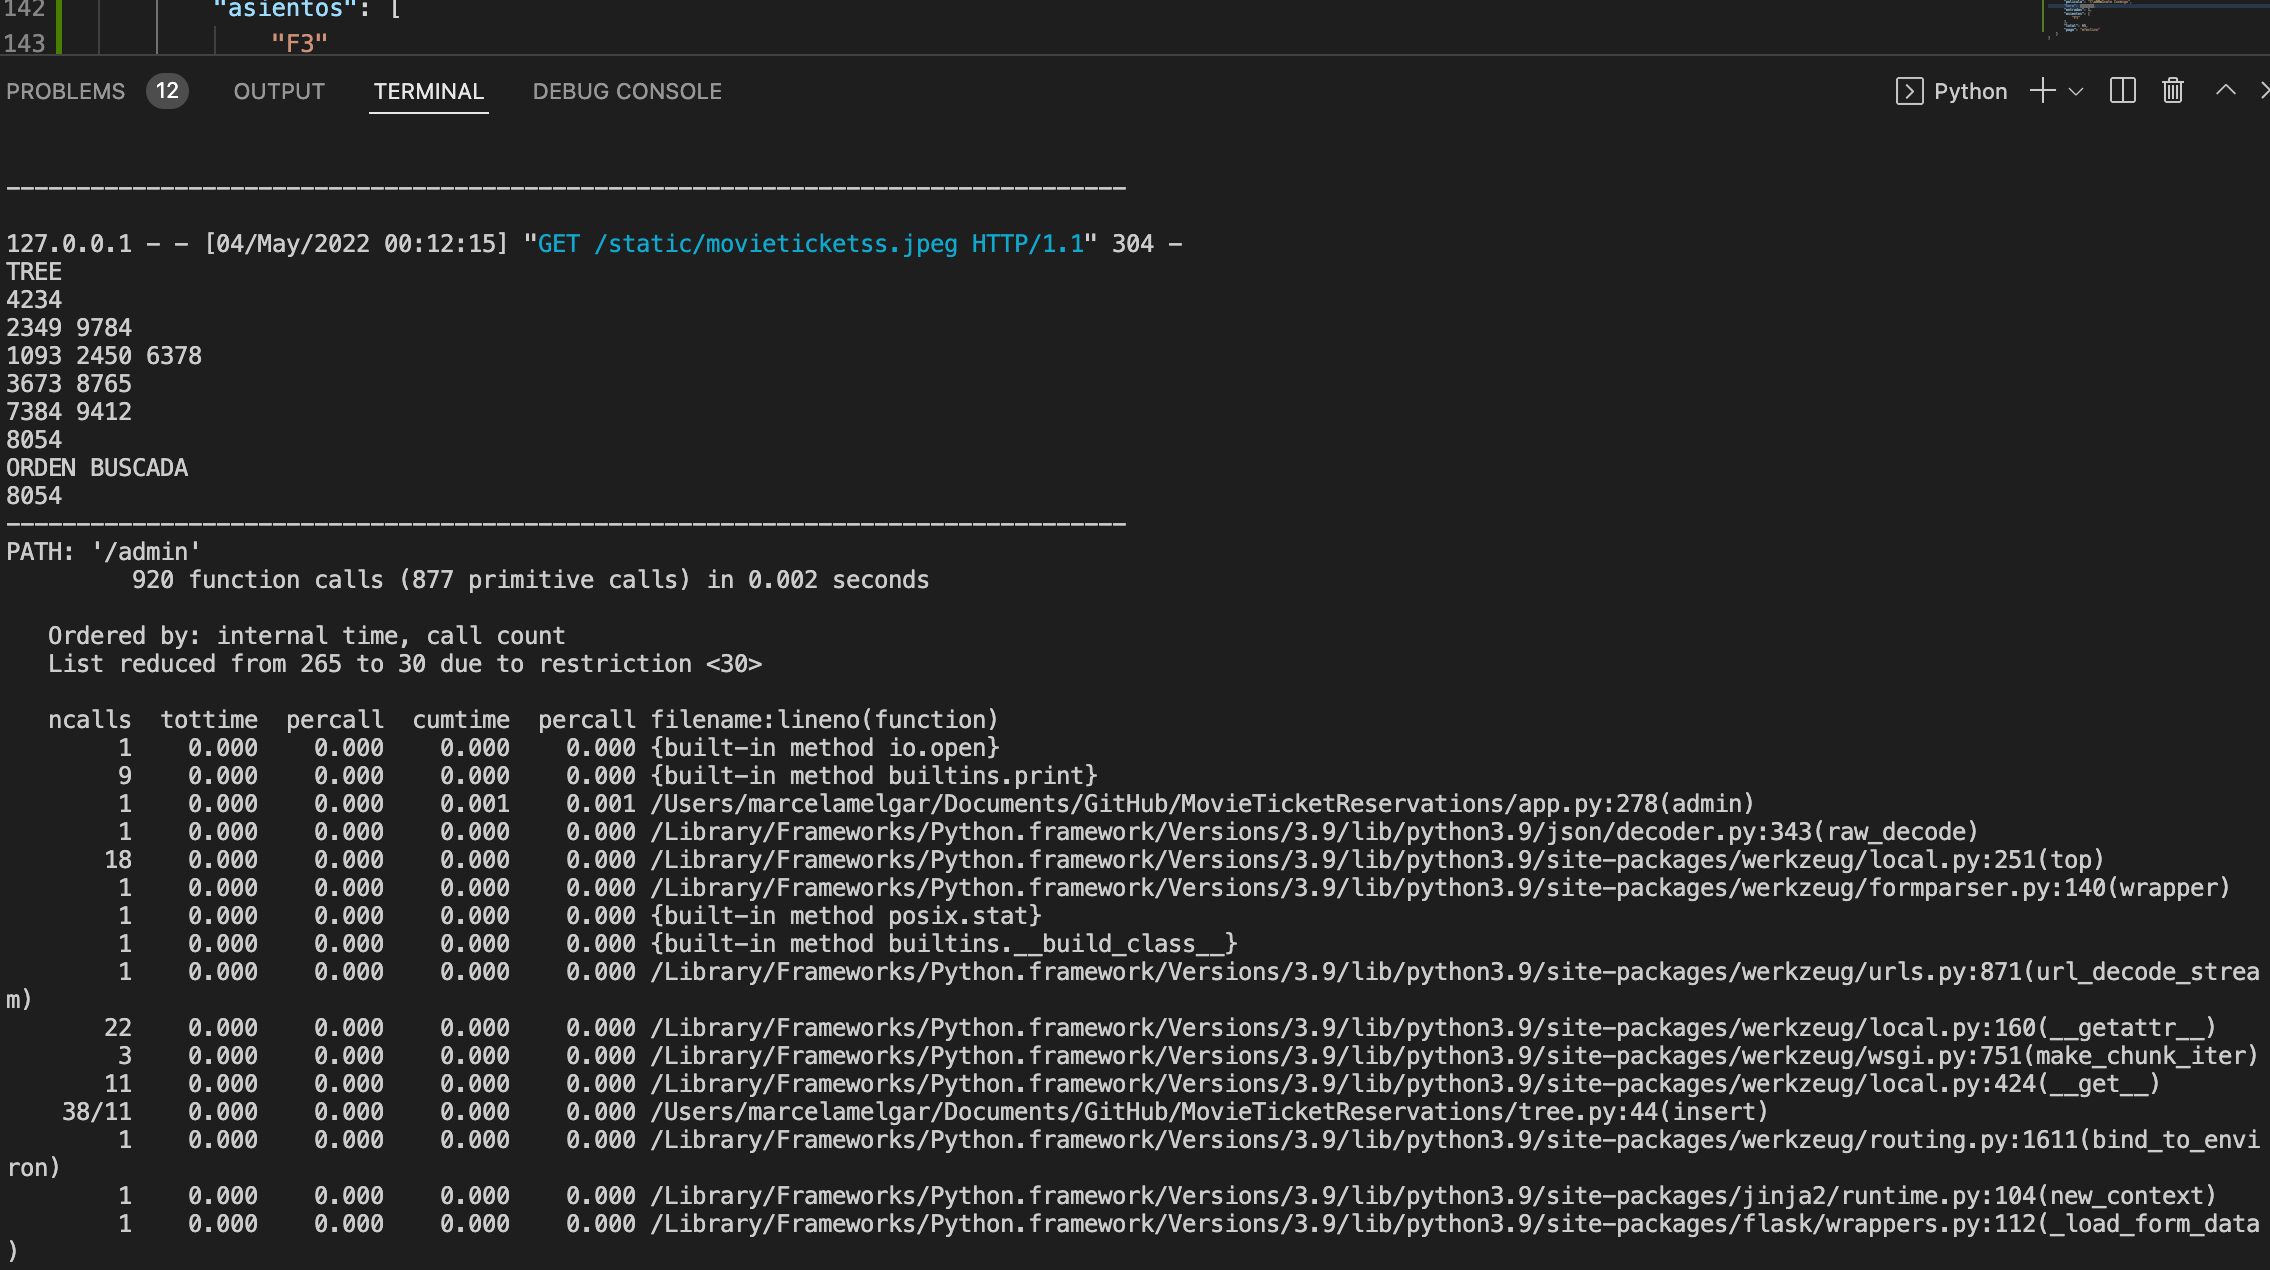 142 "asientos": [
143 "F3"
PROBLEMS 12 OUTPUT TERMINAL DEBUG CONSOLE Python
--------------------------------------------------------------------------------
127.0.0.1 - - [04/May/2022 00:12:15] "GET /static/movieticketss.jpeg HTTP/1.1" 304 -
TREE
4234
2349 9784
1093 2450 6378
3673 8765
7384 9412
8054
ORDEN BUSCADA
8054
--------------------------------------------------------------------------------
PATH: '/admin'
920 function calls (877 primitive calls) in 0.002 seconds
Ordered by: internal time, call count
List reduced from 265 to 30 due to restriction <30>
ncalls tottime percall cumtime percall filename:lineno(function)
1 0.000 0.000 0.000 0.000 {built-in method io.open}
9 0.000 0.000 0.000 0.000 {built-in method builtins.print}
1 0.000 0.000 0.001 0.001 /Users/marcelamelgar/Documents/GitHub/MovieTicketReservations/app.py:278(admin)
1 0.000 0.000 0.000 0.000 /Library/Frameworks/Python.framework/Versions/3.9/lib/python3.9/json/decoder.py:343(raw_decode)
18 0.000 0.000 0.000 0.000 /Library/Frameworks/Python.framework/Versions/3.9/lib/python3.9/site-packages/werkzeug/local.py:251(top)
1 0.000 0.000 0.000 0.000 /Library/Frameworks/Python.framework/Versions/3.9/lib/python3.9/site-packages/werkzeug/formparser.py:140(wrapper)
1 0.000 0.000 0.000 0.000 {built-in method posix.stat}
1 0.000 0.000 0.000 0.000 {built-in method builtins.__build_class__}
1 0.000 0.000 0.000 0.000 /Library/Frameworks/Python.framework/Versions/3.9/lib/python3.9/site-packages/werkzeug/urls.py:871(url_decode_strea
m)
22 0.000 0.000 0.000 0.000 /Library/Frameworks/Python.framework/Versions/3.9/lib/python3.9/site-packages/werkzeug/local.py:160(__getattr__)
3 0.000 0.000 0.000 0.000 /Library/Frameworks/Python.framework/Versions/3.9/lib/python3.9/site-packages/werkzeug/wsgi.py:751(make_chunk_iter)
11 0.000 0.000 0.000 0.000 /Library/Frameworks/Python.framework/Versions/3.9/lib/python3.9/site-packages/werkzeug/local.py:424(__get__)
38/11 0.000 0.000 0.000 0.000 /Users/marcelamelgar/Documents/GitHub/MovieTicketReservations/tree.py:44(insert)
1 0.000 0.000 0.000 0.000 /Library/Frameworks/Python.framework/Versions/3.9/lib/python3.9/site-packages/werkzeug/routing.py:1611(bind_to_envi
ron)
1 0.000 0.000 0.000 0.000 /Library/Frameworks/Python.framework/Versions/3.9/lib/python3.9/site-packages/jinja2/runtime.py:104(new_context)
1 0.000 0.000 0.000 0.000 /Library/Frameworks/Python.framework/Versions/3.9/lib/python3.9/site-packages/flask/wrappers.py:112(_load_form_data
)